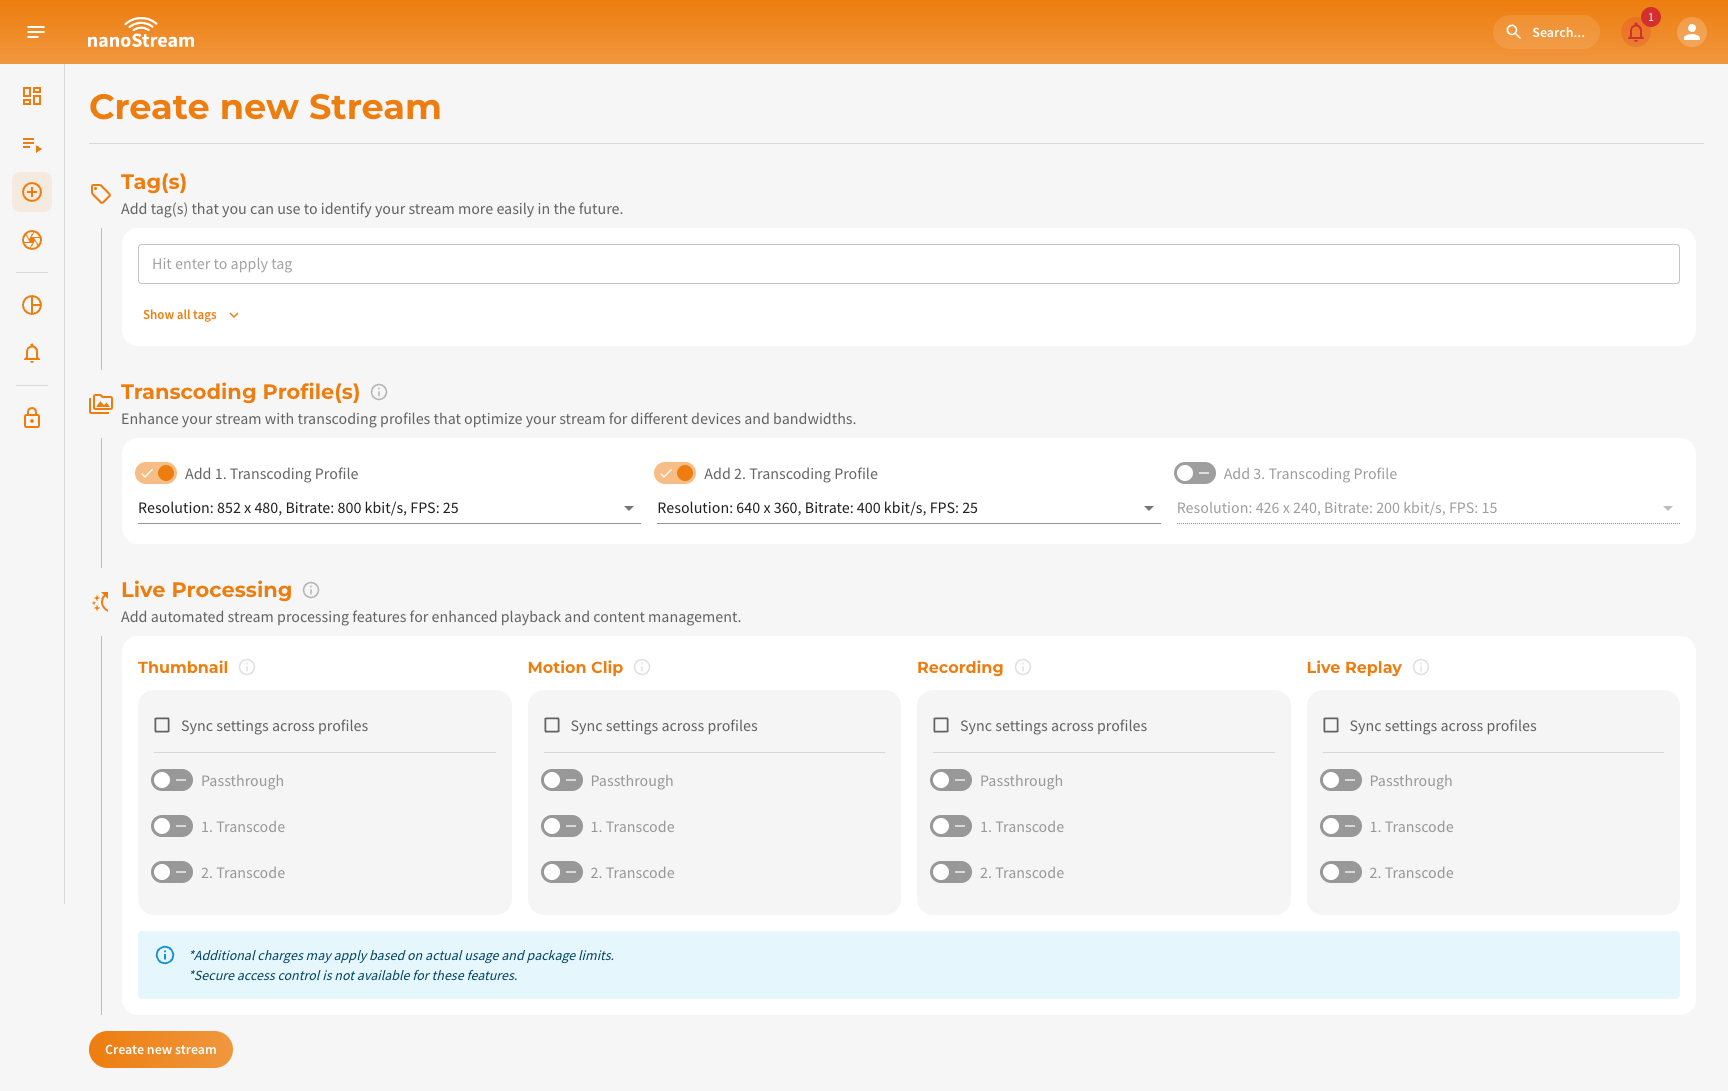 nanoStream
Search...
1
Create new Stream
Tag(s)
Add tag(s) that you can use to identify your stream more easily in the future.
Hit enter to apply tag
Show all tags
Transcoding Profile(s)
Enhance your stream with transcoding profiles that optimize your stream for different devices and bandwidths.
Add 1. Transcoding Profile
Resolution: 852 x 480, Bitrate: 800 kbit/s, FPS: 25
Add 2. Transcoding Profile
Resolution: 640 x 360, Bitrate: 400 kbit/s, FPS: 25
Add 3. Transcoding Profile
Resolution: 426 x 240, Bitrate: 200 kbit/s, FPS: 15
Live Processing
Add automated stream processing features for enhanced playback and content management.
Thumbnail
Sync settings across profiles
Passthrough
1. Transcode
2. Transcode
Motion Clip
Sync settings across profiles
Passthrough
1. Transcode
2. Transcode
Recording
Sync settings across profiles
Passthrough
1. Transcode
2. Transcode
Live Replay
Sync settings across profiles
Passthrough
1. Transcode
2. Transcode
*Additional charges may apply based on actual usage and package limits.
*Secure access control is not available for these features.
Create new stream